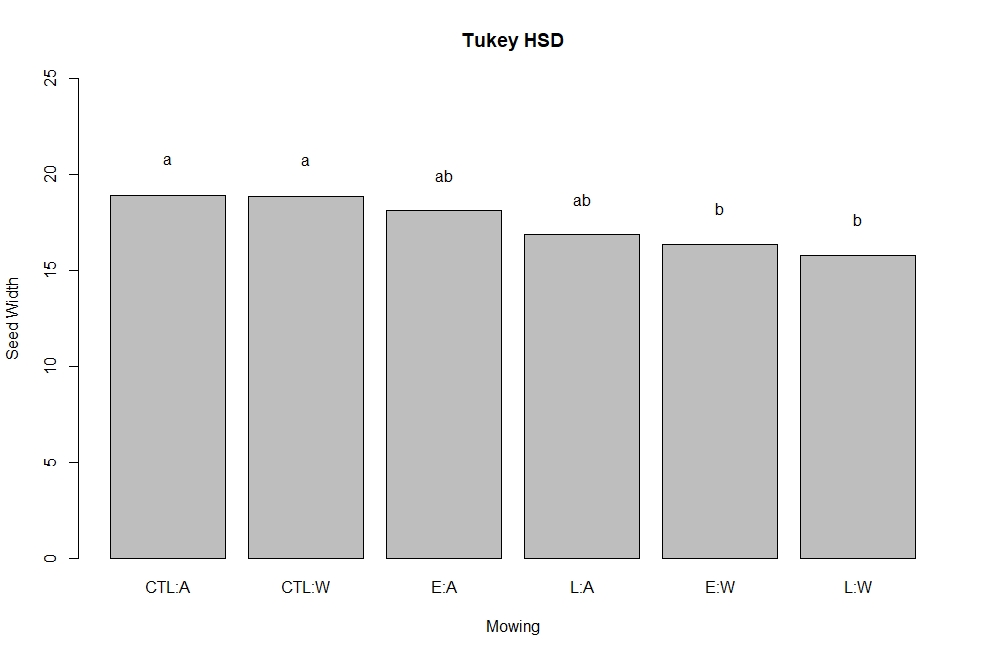 Tukey HSD
25
20
15
10
5
0
Seed Width
a
a
ab
ab
b
b
CTL:A
CTL:W
E:A
L:A
E:W
L:W
Mowing